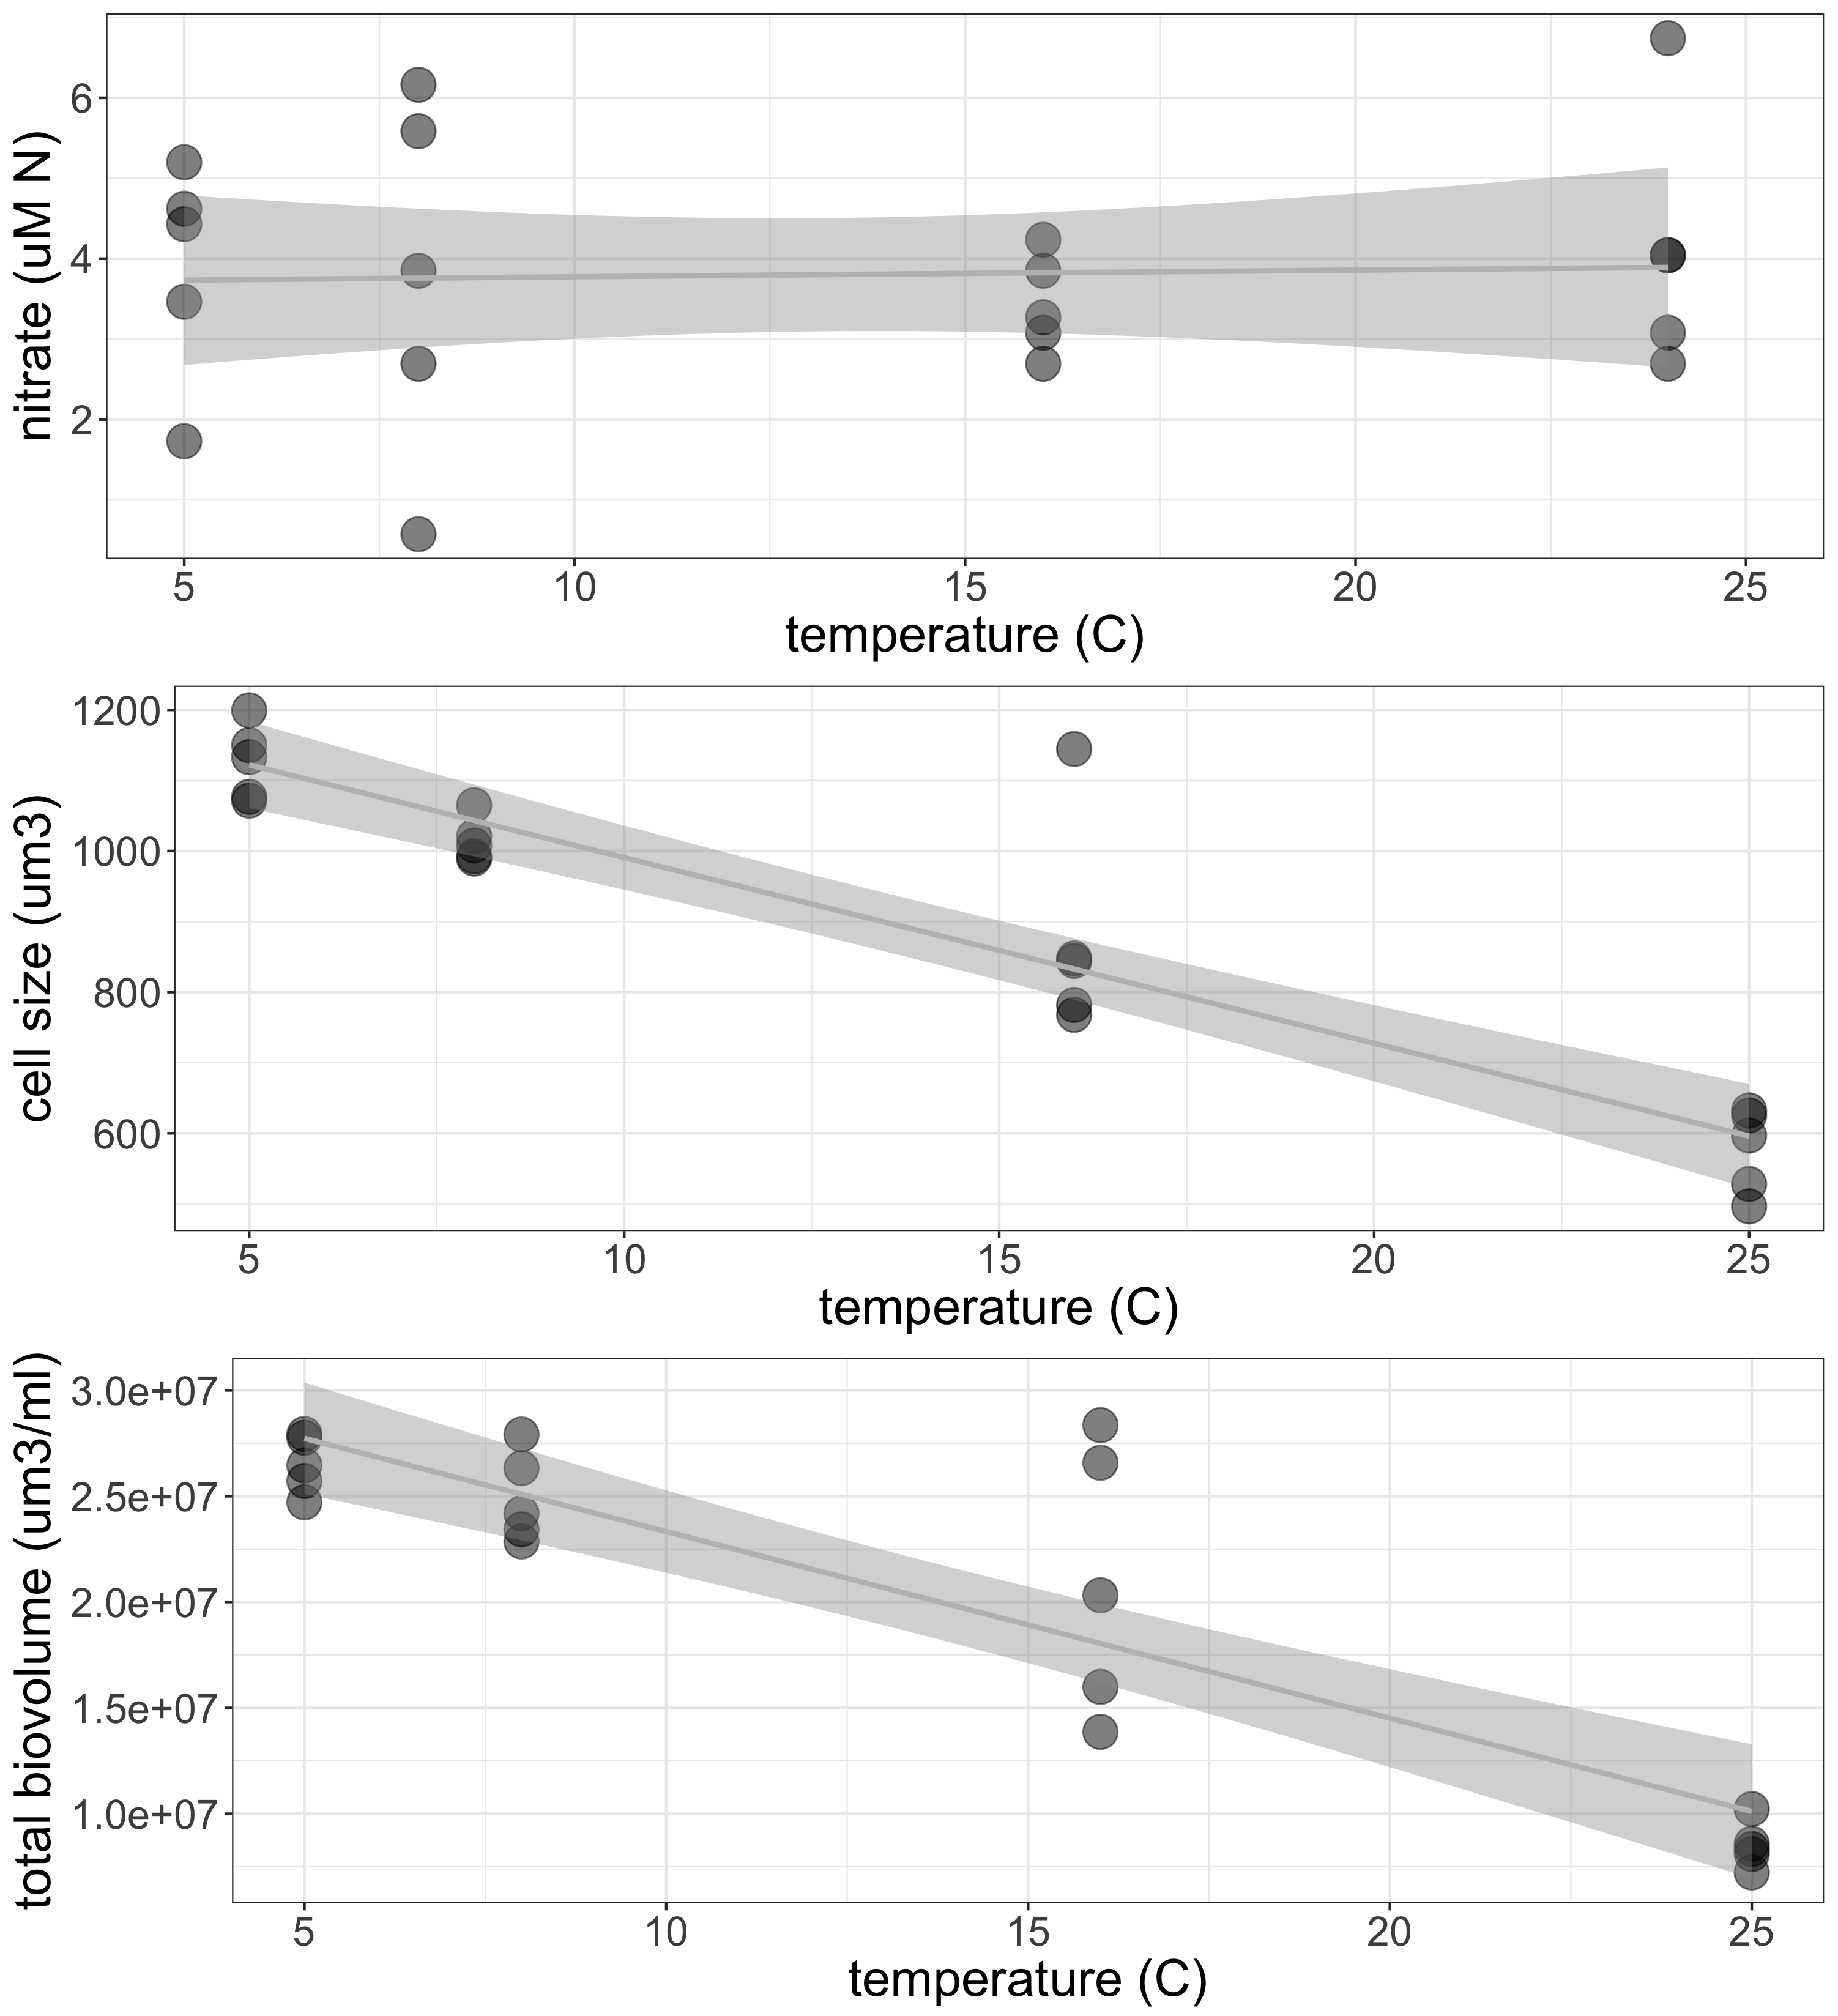 nitrate (uM N)
6
4
2
5 10 15 20 25
temperature (C)
cell size (um3)
1200
1000
800
600
5 10 15 20 25
temperature (C)
total biovolume (um3/ml)
3.0e+07
2.5e+07
2.0e+07
1.5e+07
1.0e+07
5 10 15 20 25
temperature (C)